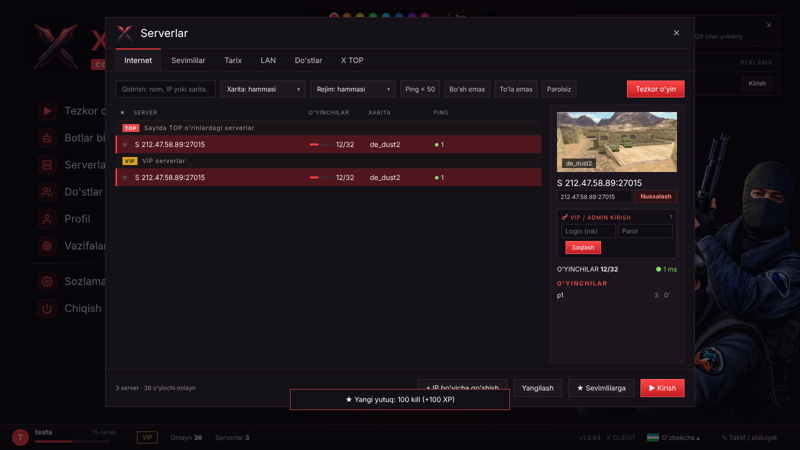 Serverlar
Internet Sevimlilar Tarix LAN Do'stlar X TOP
Qidirish: nom, IP yoki xarita.. Xarita: hammasi Rejim: hammasi Ping < 50 Bo'sh emas To'la emas Parolsiz Tezkor o'yin
SERVER O'YINCHILAR XARITA PING
TOP Saytda TOP o'rinlardagi serverlar
S 212.47.58.89:27015 12/32 de_dust2 1
VIP VIP serverlar
S 212.47.58.89:27015 12/32 de_dust2 1
de_dust2
S 212.47.58.89:27015
212.47.58.89:27015 Nusxalash
VIP / ADMIN KIRISH ?
Login (nik) Parol
Saqlash
O'YINCHILAR 12/32 1 ms
O'YINCHILAR
p1 3 · 0'
3 server · 36 o'yinchi onlayn
+ IP bo'yicha qo'shish Yangilash ★ Sevimlilarga Kirish
★ Yangi yutuq: 100 kill (+100 XP)
Tezkor o
Botlar bi
Serverla
Do'stlar
Profil
Vazifalar
Sozlama
Chiqish
QR bilan yuklang
REKLAMA
Kirish
T testa
VIP Onlayn 36 Serverlar 3
v1.0.64 · X CLIENT O'zbekcha ▴ ✎ Taklif / shikoyat